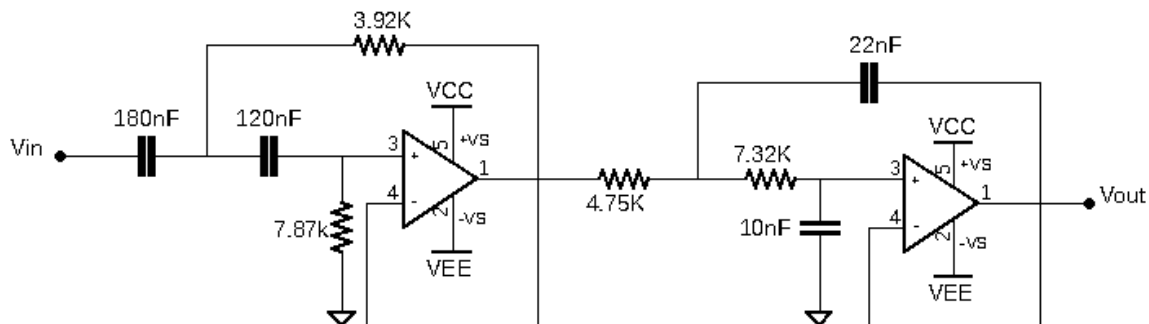 3.92K
22nF
VCC
180nF
120nF
+VS
5
VCC
Vin
3
+
1
7.32K
+VS
5
4
-
2
-VS
3
+
1
7.87k
4.75K
Vout
10nF
4
-
2
-VS
VEE
VEE